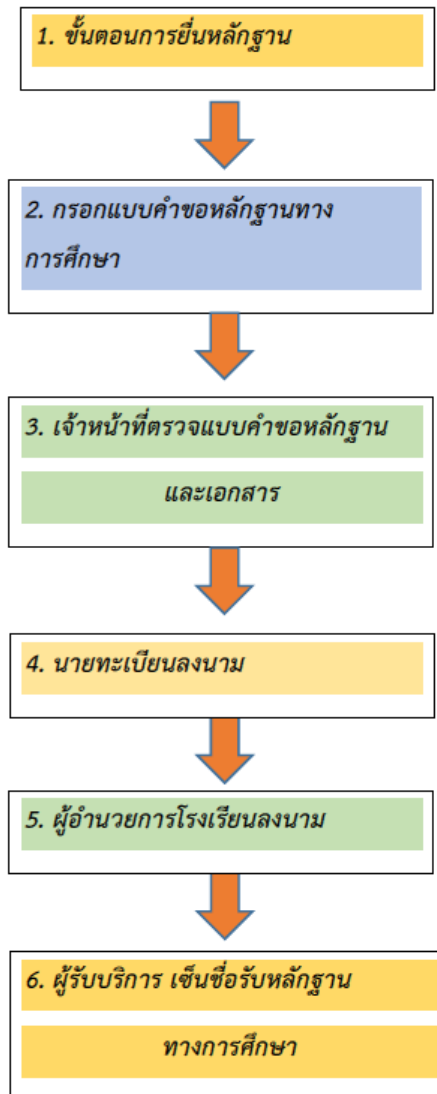 1. ขั้นตอนการยื่นหลักฐาน
2. กรอกแบบคำขอหลักฐานทาง
การศึกษา
3. เจ้าหน้าที่ตรวจแบบคำขอหลักฐาน
และเอกสาร
4. นายทะเบียนลงนาม
5. ผู้อำนวยการโรงเรียนลงนาม
6. ผู้รับบริการ เซ็นชื่อรับหลักฐาน
ทางการศึกษา